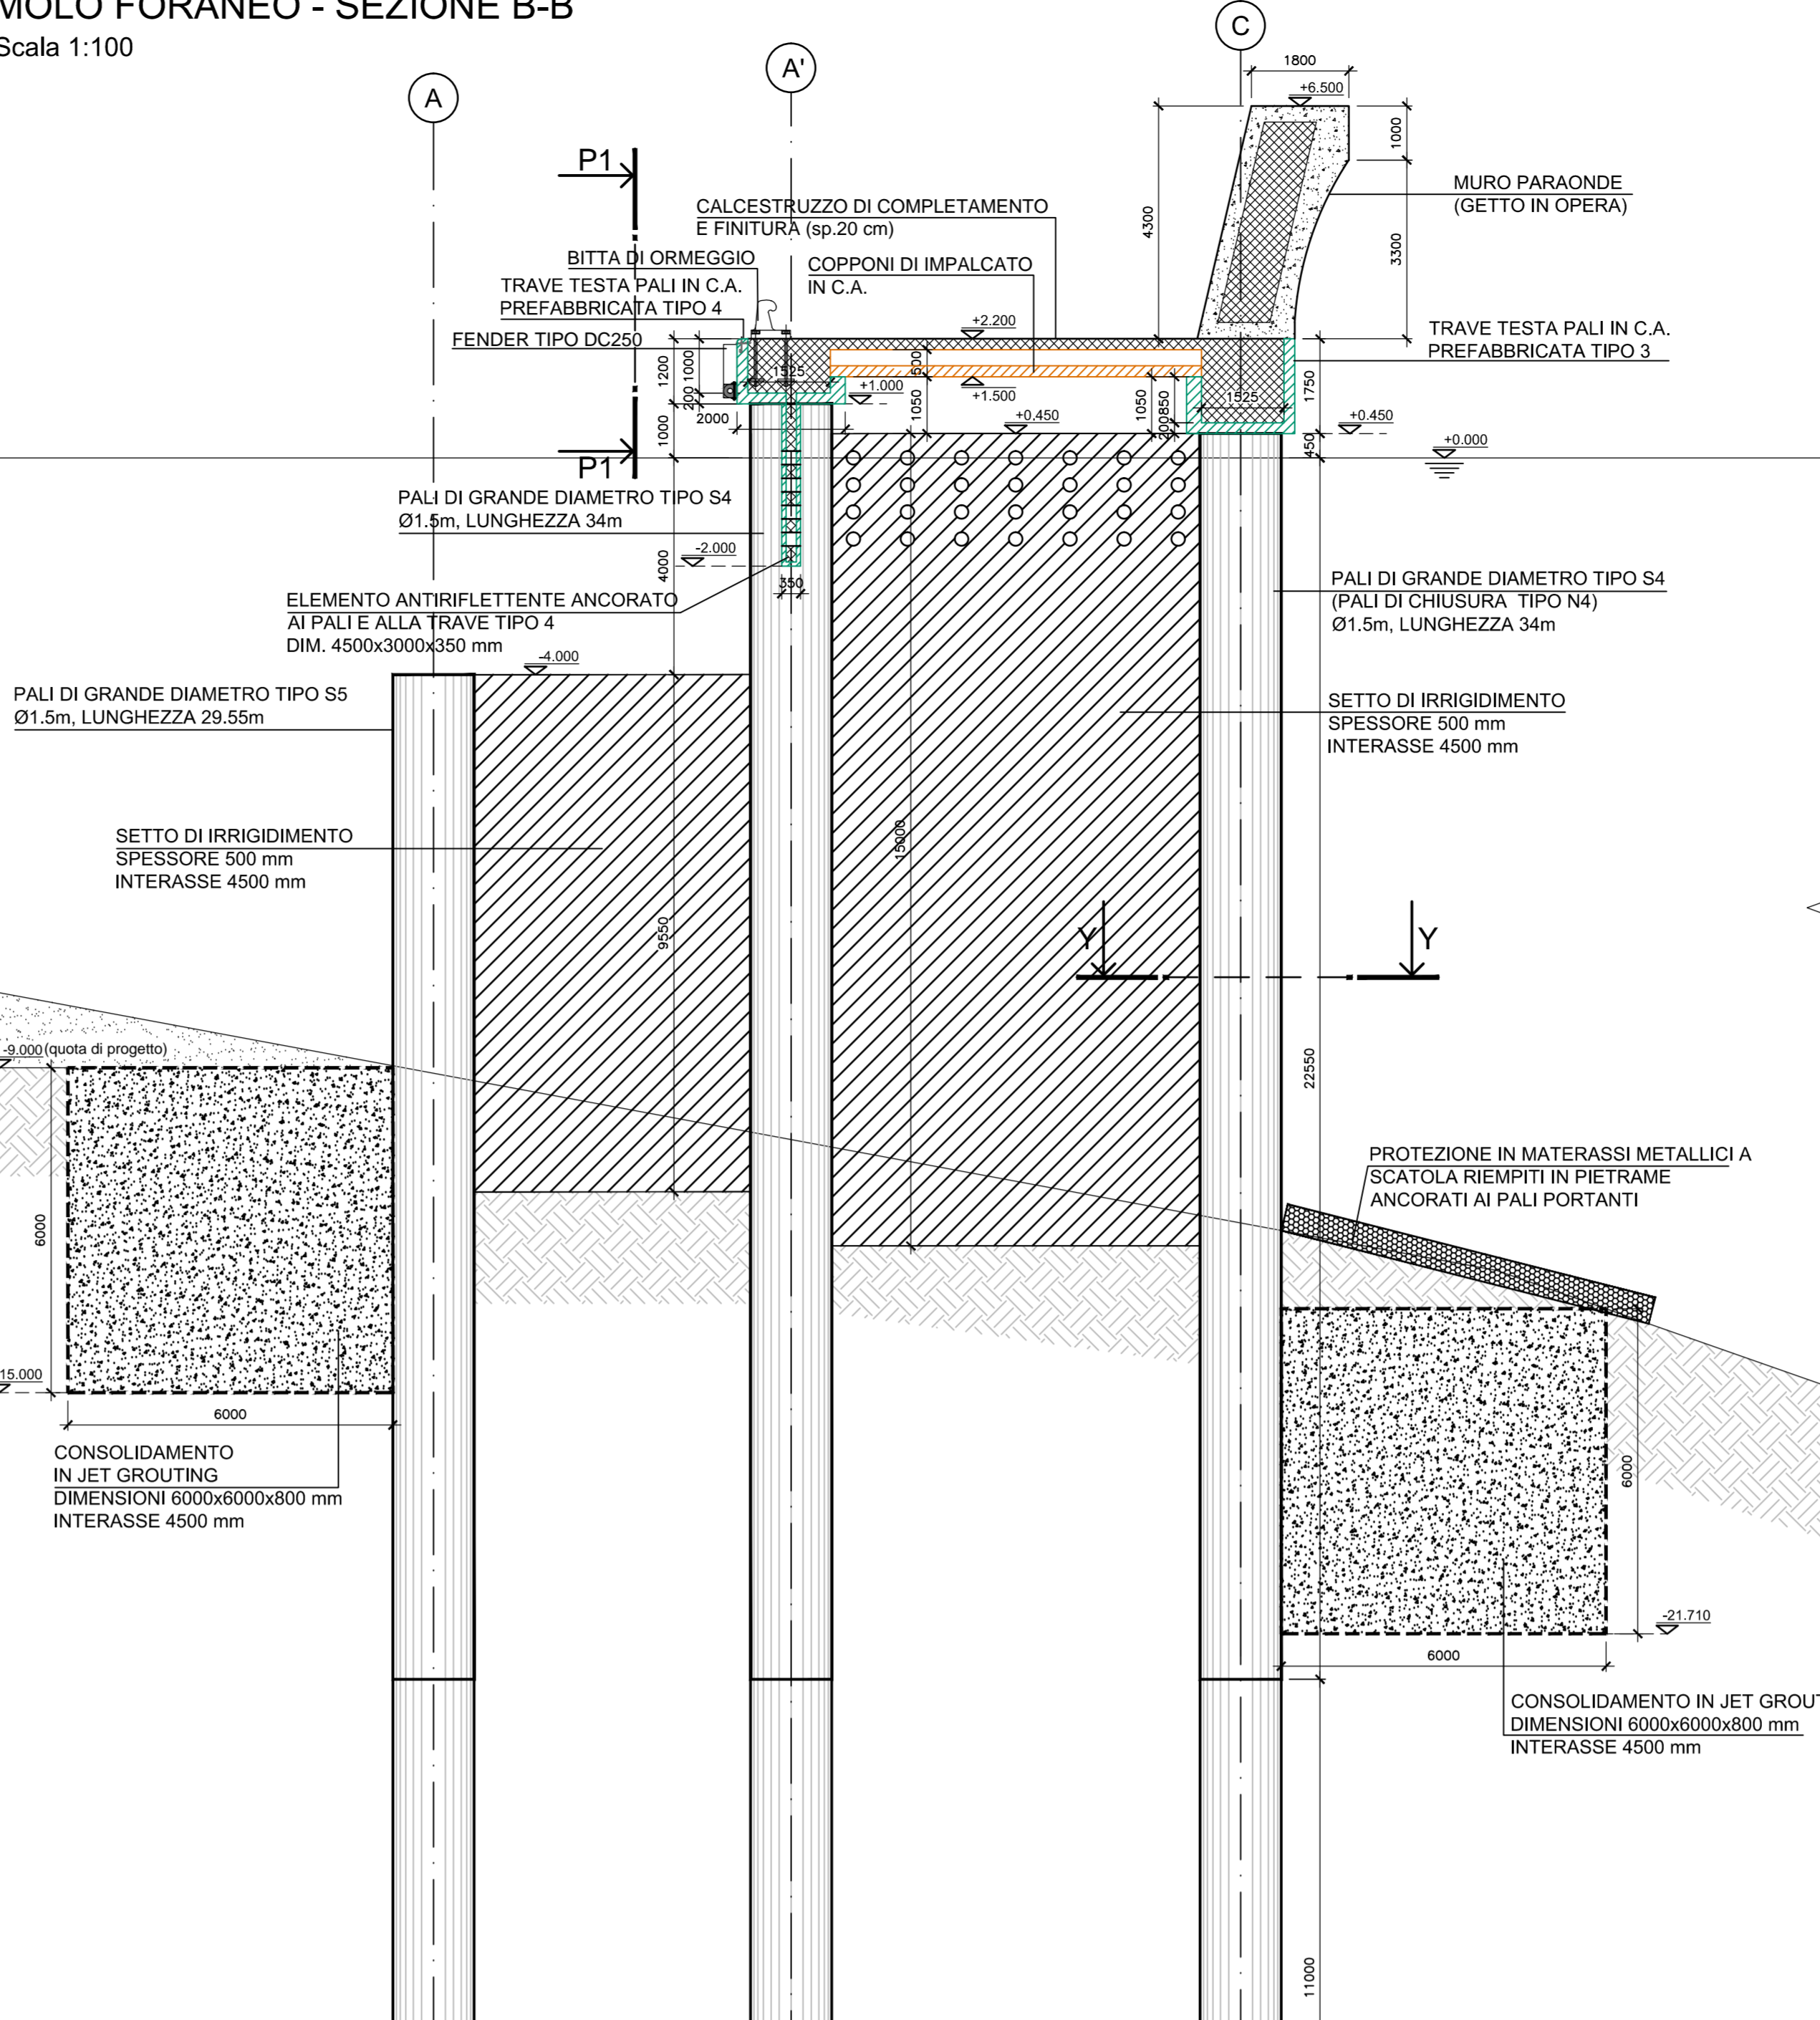 MOLO FORANEO - SEZIONE B-B
Scala 1:100
A
A'
C
P1
P1
1800
+6.500
1000
4300
3300
MURO PARAONDE
(GETTO IN OPERA)
CALCESTRUZZO DI COMPLETAMENTO
E FINITURA (sp.20 cm)
BITTA DI ORMEGGIO
COPPONI DI IMPALCATO
IN C.A.
TRAVE TESTA PALI IN C.A.
PREFABBRICATA TIPO 4
FENDER TIPO DC250
+2.200
TRAVE TESTA PALI IN C.A.
PREFABBRICATA TIPO 3
1200
1000
200
1525
500
+1.000
+1.500
1050
1050
850
200
1525
1750
2000
+0.450
+0.450
450
+0.000
1000
PALI DI GRANDE DIAMETRO TIPO S4
Ø1.5m, LUNGHEZZA 34m
-2.000
4000
350
ELEMENTO ANTIRIFLETTENTE ANCORATO
AI PALI E ALLA TRAVE TIPO 4
DIM. 4500x3000x350 mm
-4.000
PALI DI GRANDE DIAMETRO TIPO S4
(PALI DI CHIUSURA  TIPO N4)
Ø1.5m, LUNGHEZZA 34m
PALI DI GRANDE DIAMETRO TIPO S5
Ø1.5m, LUNGHEZZA 29.55m
SETTO DI IRRIGIDIMENTO
SPESSORE 500 mm
INTERASSE 4500 mm
SETTO DI IRRIGIDIMENTO
SPESSORE 500 mm
INTERASSE 4500 mm
15000
9550
Y
Y
22550
-9.000(quota di progetto)
6000
PROTEZIONE IN MATERASSI METALLICI A
SCATOLA RIEMPITI IN PIETRAME
ANCORATI AI PALI PORTANTI
15.000
6000
CONSOLIDAMENTO
IN JET GROUTING
DIMENSIONI 6000x6000x800 mm
INTERASSE 4500 mm
6000
-21.710
6000
CONSOLIDAMENTO IN JET GROUT
DIMENSIONI 6000x6000x800 mm
INTERASSE 4500 mm
11000